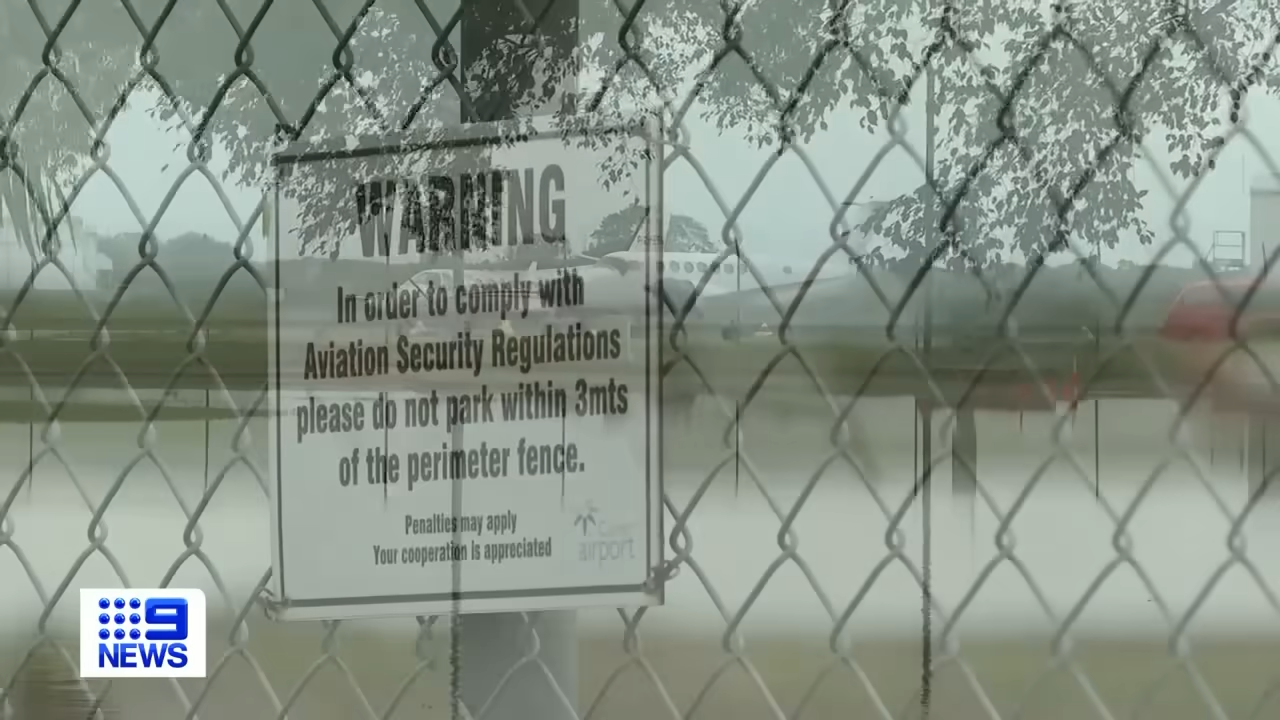 WARNING
In order to comply with
Aviation Security Regulations
please do not park within 3mts
of the perimeter fence.
Penalties may apply
Your cooperation is appreciated
airport
9
NEWS